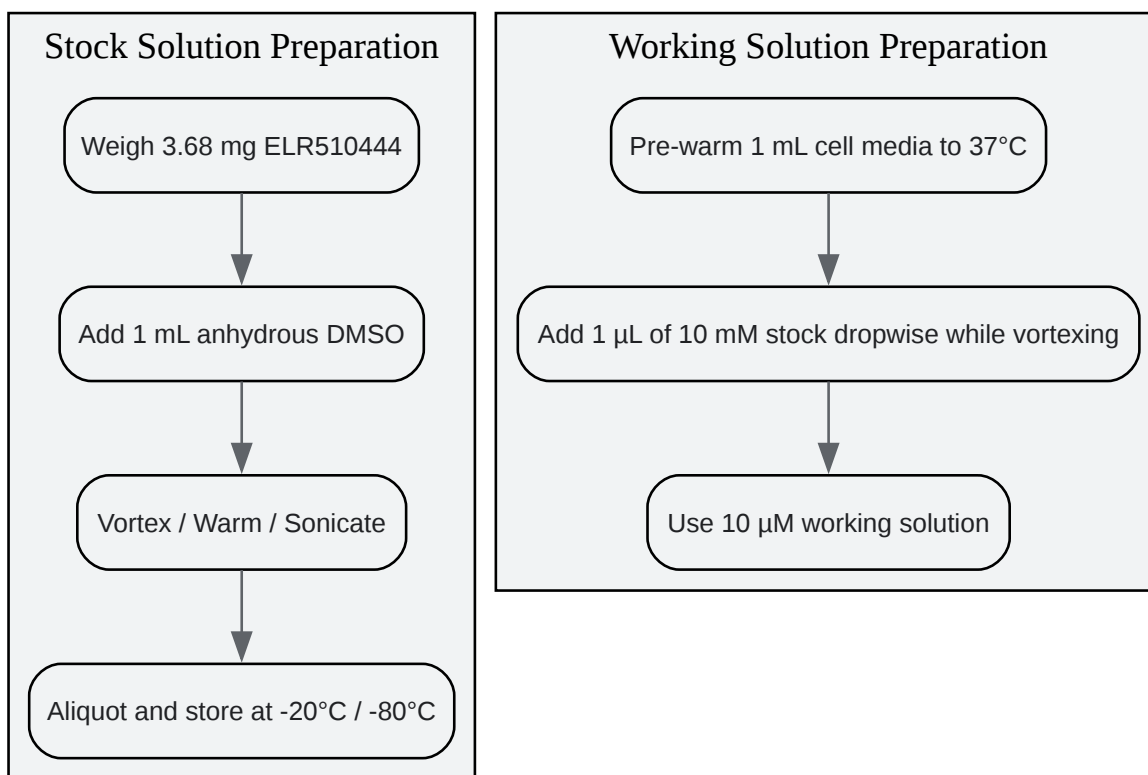 Stock Solution Preparation
Weigh 3.68 mg ELR510444
Add 1 mL anhydrous DMSO
Vortex / Warm / Sonicate
Aliquot and store at -20°C / -80°C
Working Solution Preparation
Pre-warm 1 mL cell media to 37°C
Add 1 µL of 10 mM stock dropwise while vortexing
Use 10 µM working solution